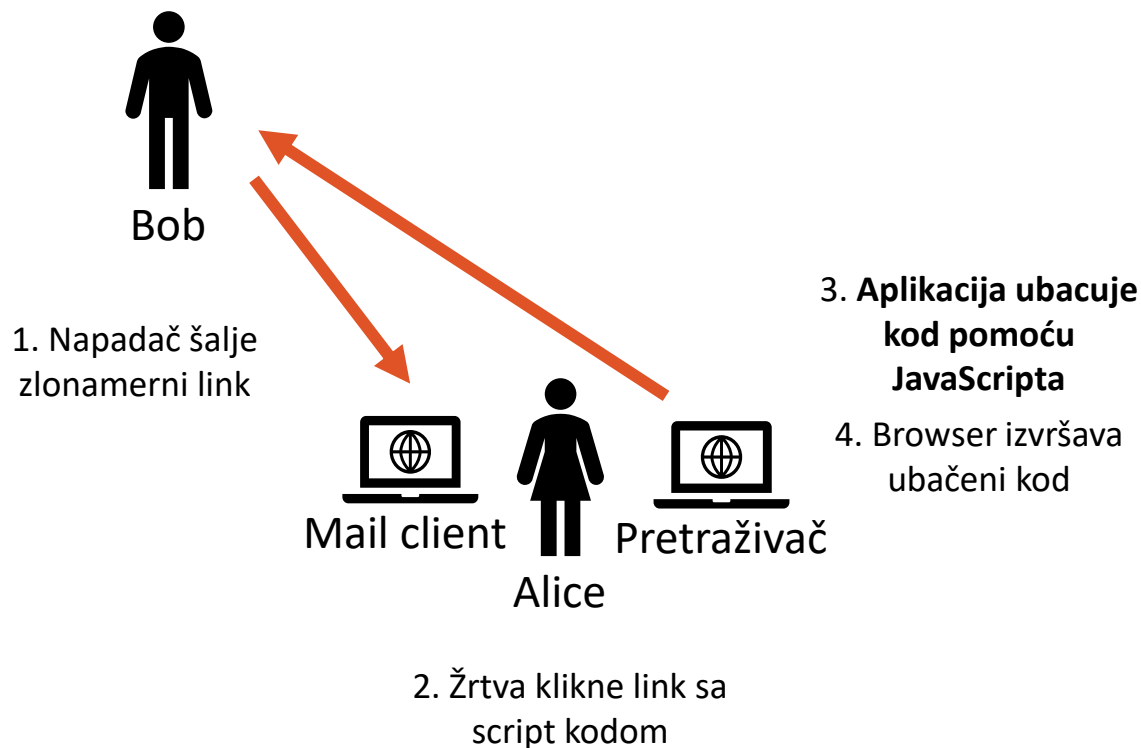 Bob
1. Napadač šalje
zlonamerni link
3. Aplikacija ubacuje
kod pomoću
JavaScripta
4. Browser izvršava
ubačeni kod
Mail client
Pretraživač
Alice
2. Žrtva klikne link sa
script kodom